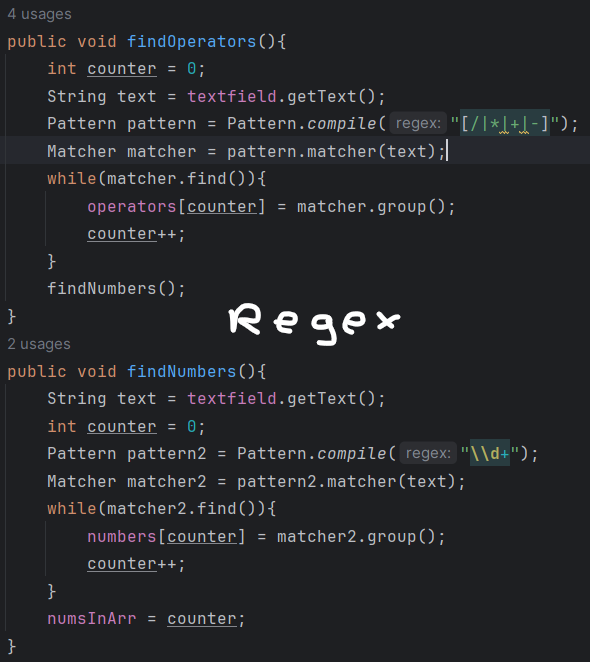 4 usages
public void findOperators(){
    int counter = 0;
    String text = textfield.getText();
    Pattern pattern = Pattern.compile( regex: "[/|*|+|-]");
    Matcher matcher = pattern.matcher(text);
    while(matcher.find()){
        operators[counter] = matcher.group();
        counter++;
    }
    findNumbers();
}
Regex
2 usages
public void findNumbers(){
    String text = textfield.getText();
    int counter = 0;
    Pattern pattern2 = Pattern.compile( regex: "\\d+");
    Matcher matcher2 = pattern2.matcher(text);
    while(matcher2.find()){
        numbers[counter] = matcher2.group();
        counter++;
    }
    numsInArr = counter;
}